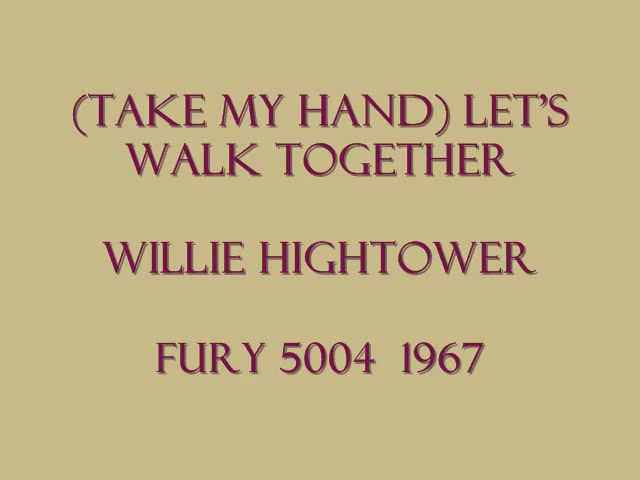 (TAKE MY HAND) LET'S
WALK TOGETHER
WILLIE HIGHTOWER
FURY 5004 1967